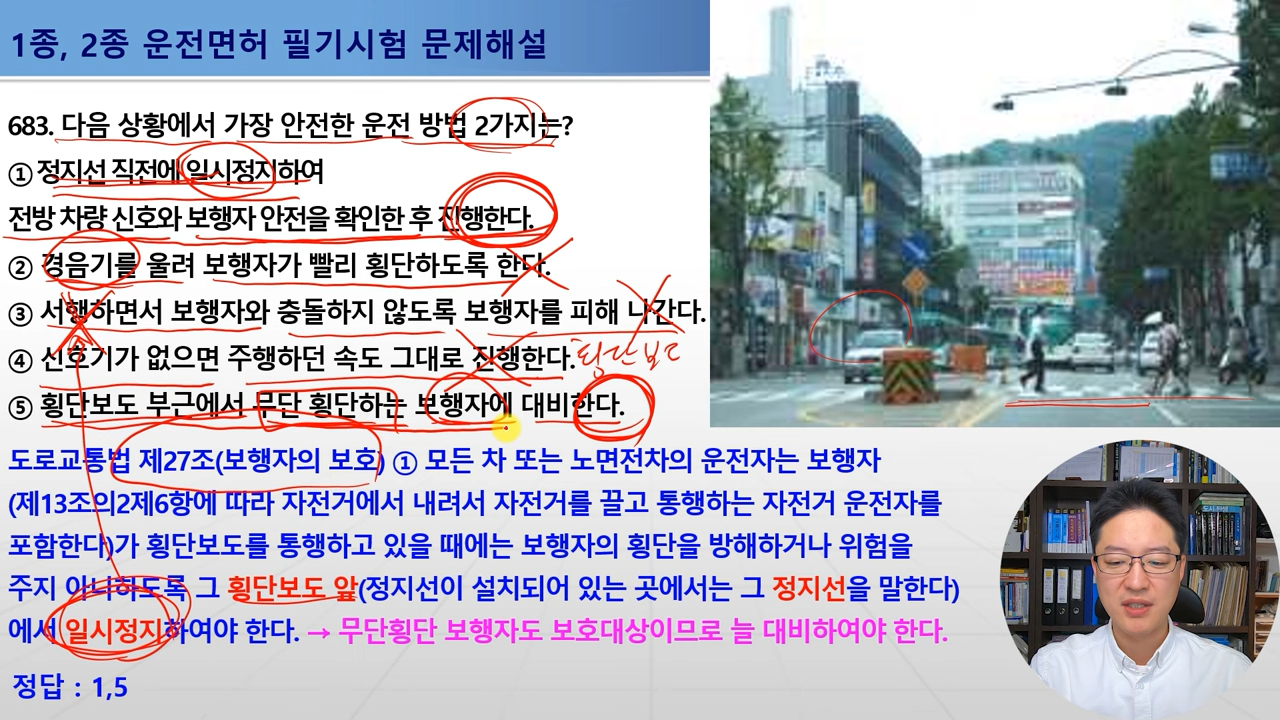 1종, 2종 운전면허 필기시험 문제해설
683. 다음 상황에서 가장 안전한 운전 방법 2가지는?
① 정지선 직전에 일시정지하여
전방 차량 신호와 보행자 안전을 확인한 후 진행한다.
② 경음기를 울려 보행자가 빨리 횡단하도록 한다.
③ 서행하면서 보행자와 충돌하지 않도록 보행자를 피해 나간다.
④ 신호기가 없으면 주행하던 속도 그대로 진행한다.
횡단보도
⑤ 횡단보도 부근에서 무단 횡단하는 보행자에 대비한다.
도로교통법 제27조(보행자의 보호) ① 모든 차 또는 노면전차의 운전자는 보행자
(제13조의2제6항에 따라 자전거에서 내려서 자전거를 끌고 통행하는 자전거 운전자를
포함한다)가 횡단보도를 통행하고 있을 때에는 보행자의 횡단을 방해하거나 위험을
주지 아니하도록 그 횡단보도 앞(정지선이 설치되어 있는 곳에서는 그 정지선을 말한다)
에서 일시정지하여야 한다. → 무단횡단 보행자도 보호대상이므로 늘 대비하여야 한다.
정답 : 1,5